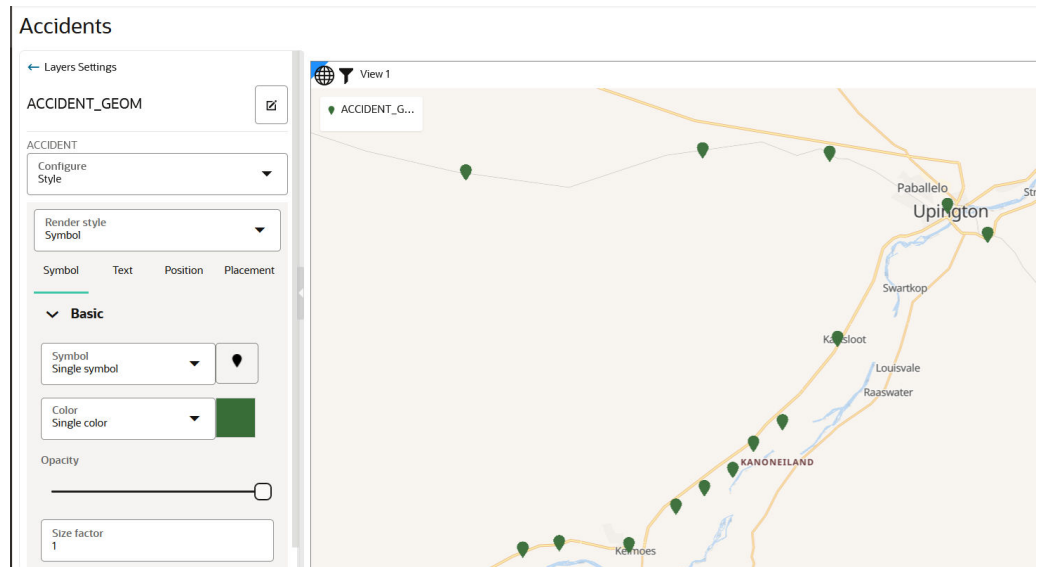 Accidents
← Layers Settings
ACCIDENT_GEOM
ACCIDENT
Configure
Style
Render style
Symbol
Symbol Text Position Placement
Basic
Symbol
Single symbol
Color
Single color
Opacity
Size factor
1
View 1
ACCIDENT_G...
Paballelo
Upington
Swartkop
Louisvale
Raaswater
KANONEILAND